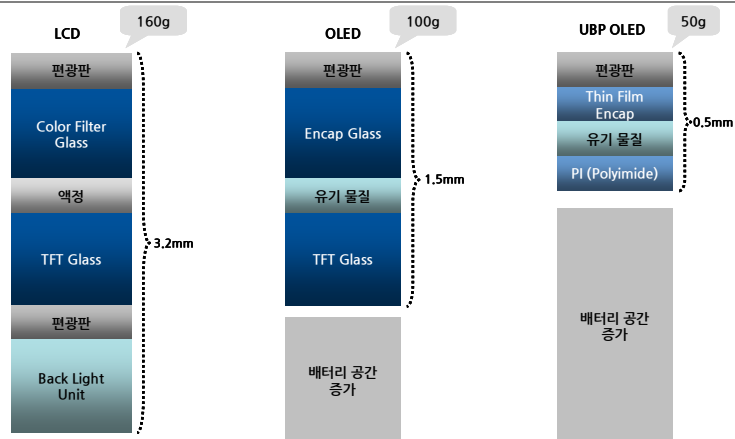 LCD
160g
편광판
Color Filter
Glass
액정
TFT Glass
편광판
Back Light
Unit
3.2mm
OLED
100g
편광판
Encap Glass
유기 물질
TFT Glass
1.5mm
배터리 공간
증가
UBP OLED
50g
편광판
Thin Film
Encap
유기 물질
PI (Polyimide)
0.5mm
배터리 공간
증가